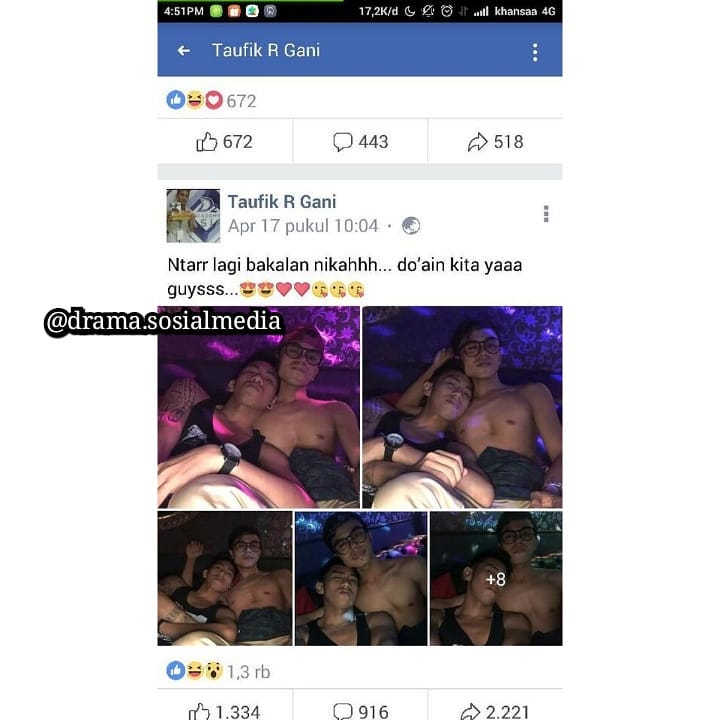 4:51PM 17,2K/d khansaa 4G
Taufik R Gani
672
672 443 518
Taufik R Gani
Apr 17 pukul 10:04 ·
Ntarr lagi bakalan nikahhh... do'ain kita yaaa
guysss...😍😍❤❤😘😘😘
@drama.sosialmedia
+8
1,3 rb
1.334 916 2.221